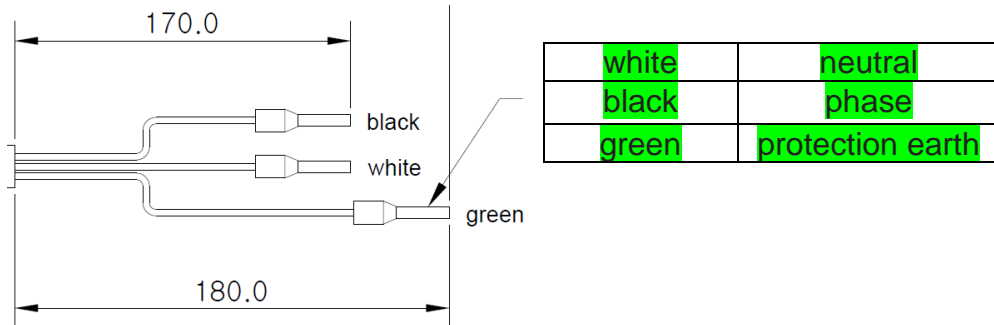 170.0
black
white
green
180.0
white neutral
black phase
green protection earth